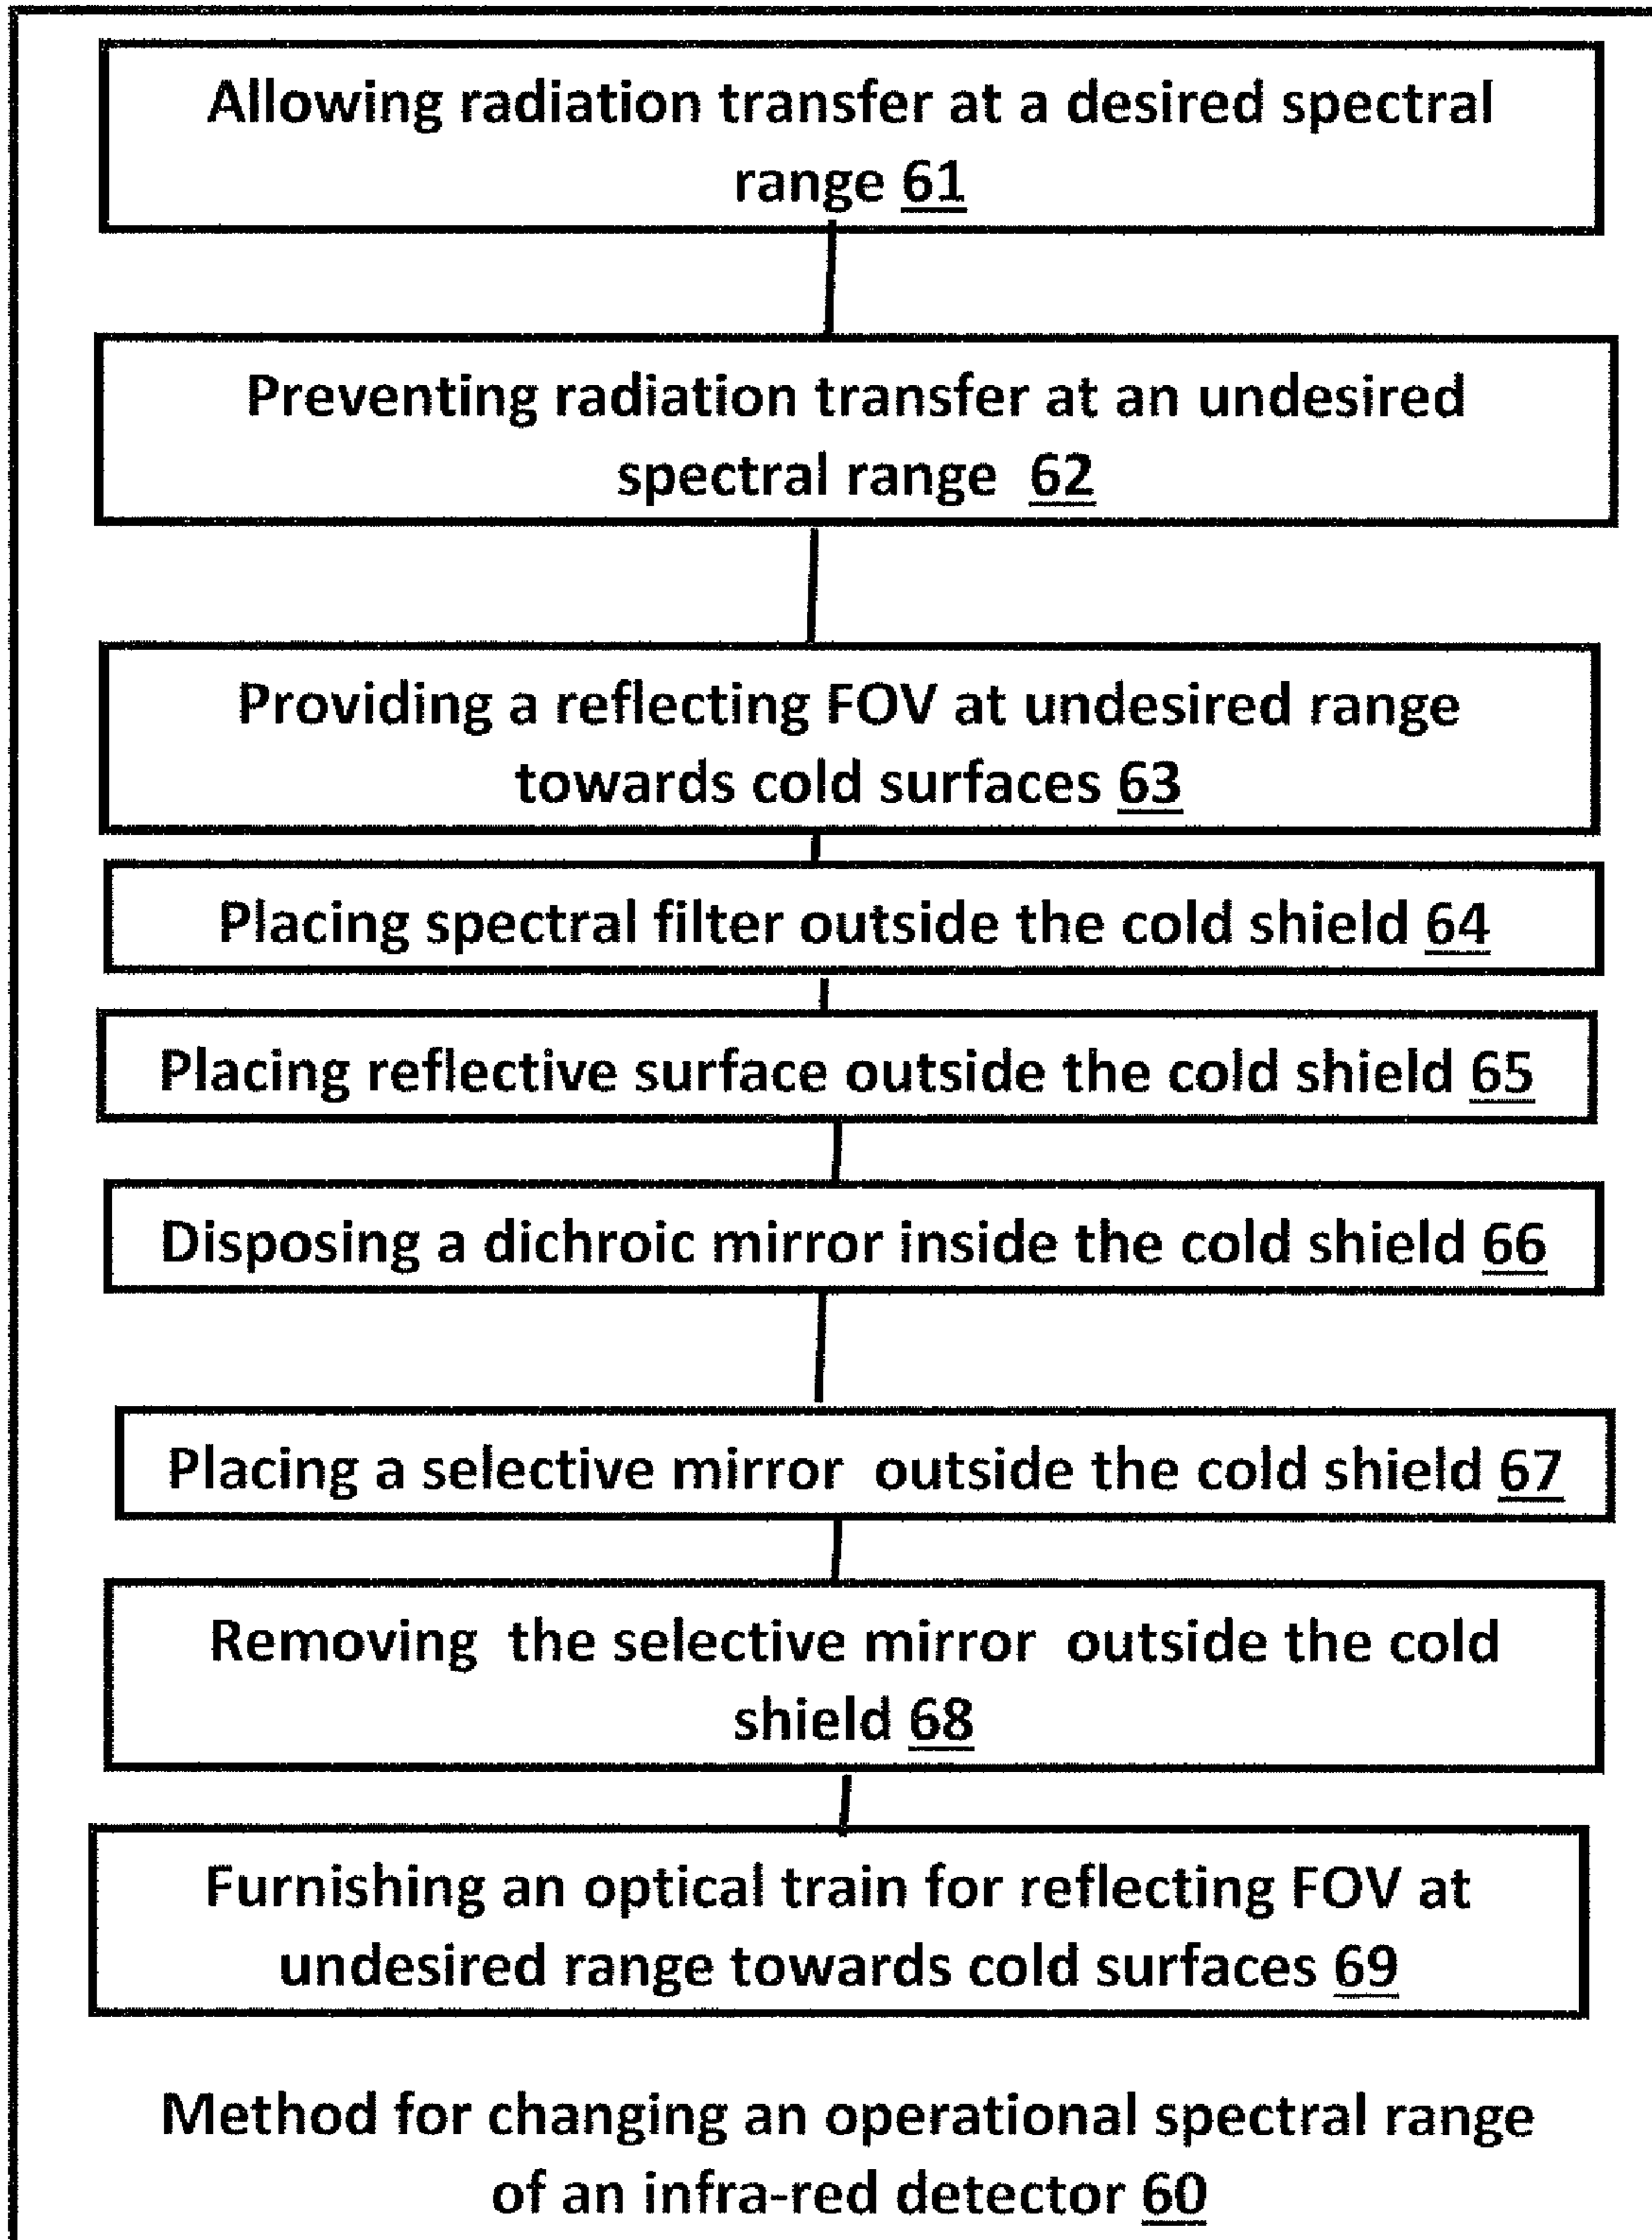 Allowing radiation transfer at a desired spectral
range 61
Preventing radiation transfer at an undesired
spectral range 62
Providing a reflecting FOV at undesired range
towards cold surfaces 63
Placing spectral filter outside the cold shield 64
Placing reflective surface outside the cold shield 65
Disposing a dichroic mirror inside the cold shield 66
Placing a selective mirror outside the cold shield 67
Removing the selective mirror outside the cold
shield 68
Furnishing an optical train for reflecting FOV at
undesired range towards cold surfaces 69
Method for changing an operational spectral range
of an infra-red detector 60